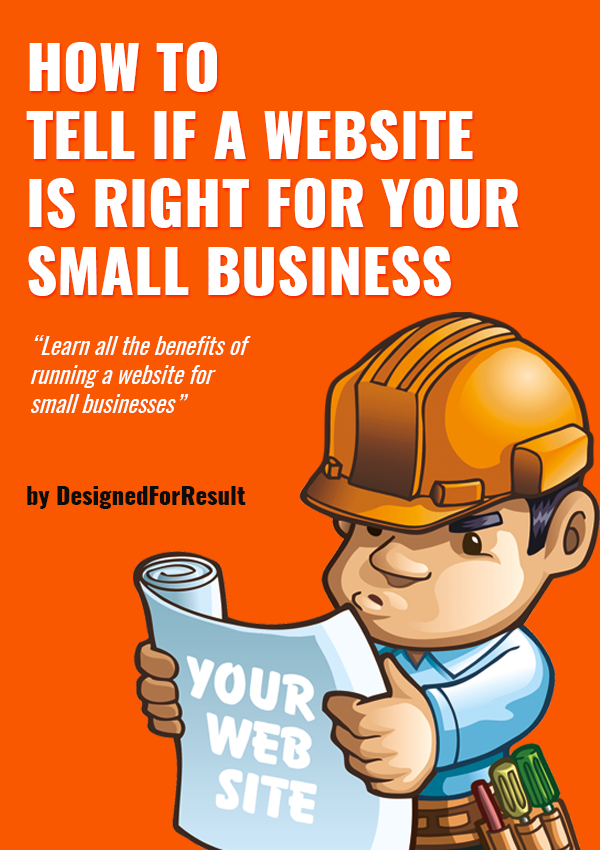 HOW TO
TELL IF A WEBSITE
IS RIGHT FOR YOUR
SMALL BUSINESS
“Learn all the benefits of
running a website for
small businesses”
by DesignedForResult
YOUR
WEB
SITE